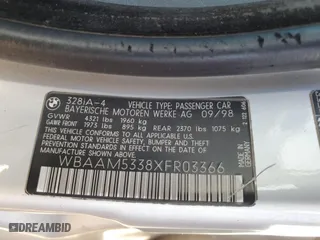 328iA-4 VEHICLE TYPE: PASSENGER CAR
BAYERISCHE MOTOREN WERKE AG 09/98
GVWR 4321 lbs 1960 kg
GAWR FRONT 1973 lbs 895 kg REAR 2370 lbs 1075 kg
THIS VEHICLE CONFORMS TO ALL APPLICABLE
FEDERAL MOTOR VEHICLE SAFETY, BUMPER,
AND THEFT PREVENTION STANDARDS IN EFFECT
ON THE DATE OF MANUFACTURE SHOWN ABOVE.
WBAAM5338XFR03366
DREAMBID